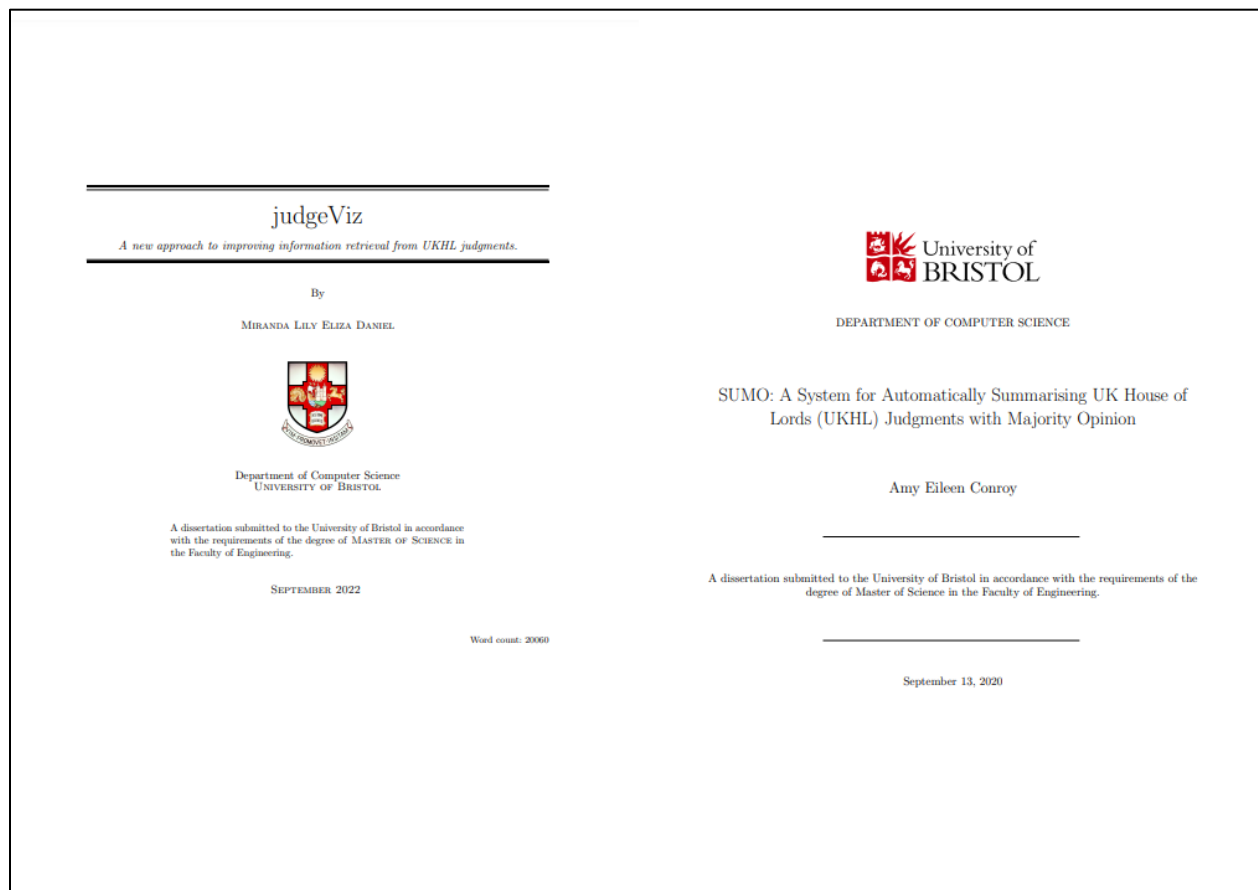 judgeViz
A new approach to improving information retrieval from UKHL judgments.
By
MIRANDA LILY ELIZA DANIEL
Department of Computer Science
UNIVERSITY OF BRISTOL
A dissertation submitted to the University of Bristol in accordance
with the requirements of the degree of MASTER OF SCIENCE in
the Faculty of Engineering.
SEPTEMBER 2022
Word count: 20060
University of
BRISTOL
DEPARTMENT OF COMPUTER SCIENCE
SUMO: A System for Automatically Summarising UK House of
Lords (UKHL) Judgments with Majority Opinion
Amy Eileen Conroy
A dissertation submitted to the University of Bristol in accordance with the requirements of the
degree of Master of Science in the Faculty of Engineering.
September 13, 2020